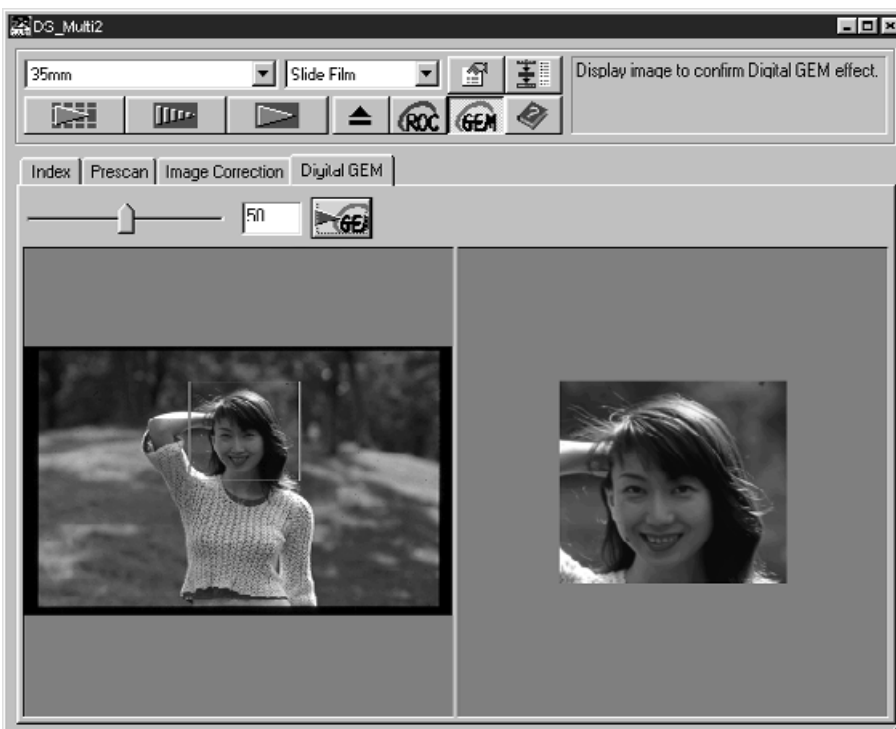 DS_Multi2
35mm
Slide Film
Display image to confirm Digital GEM effect.
ROC
GEM
Index
Prescan
Image Correction
Digital GEM
50
GE